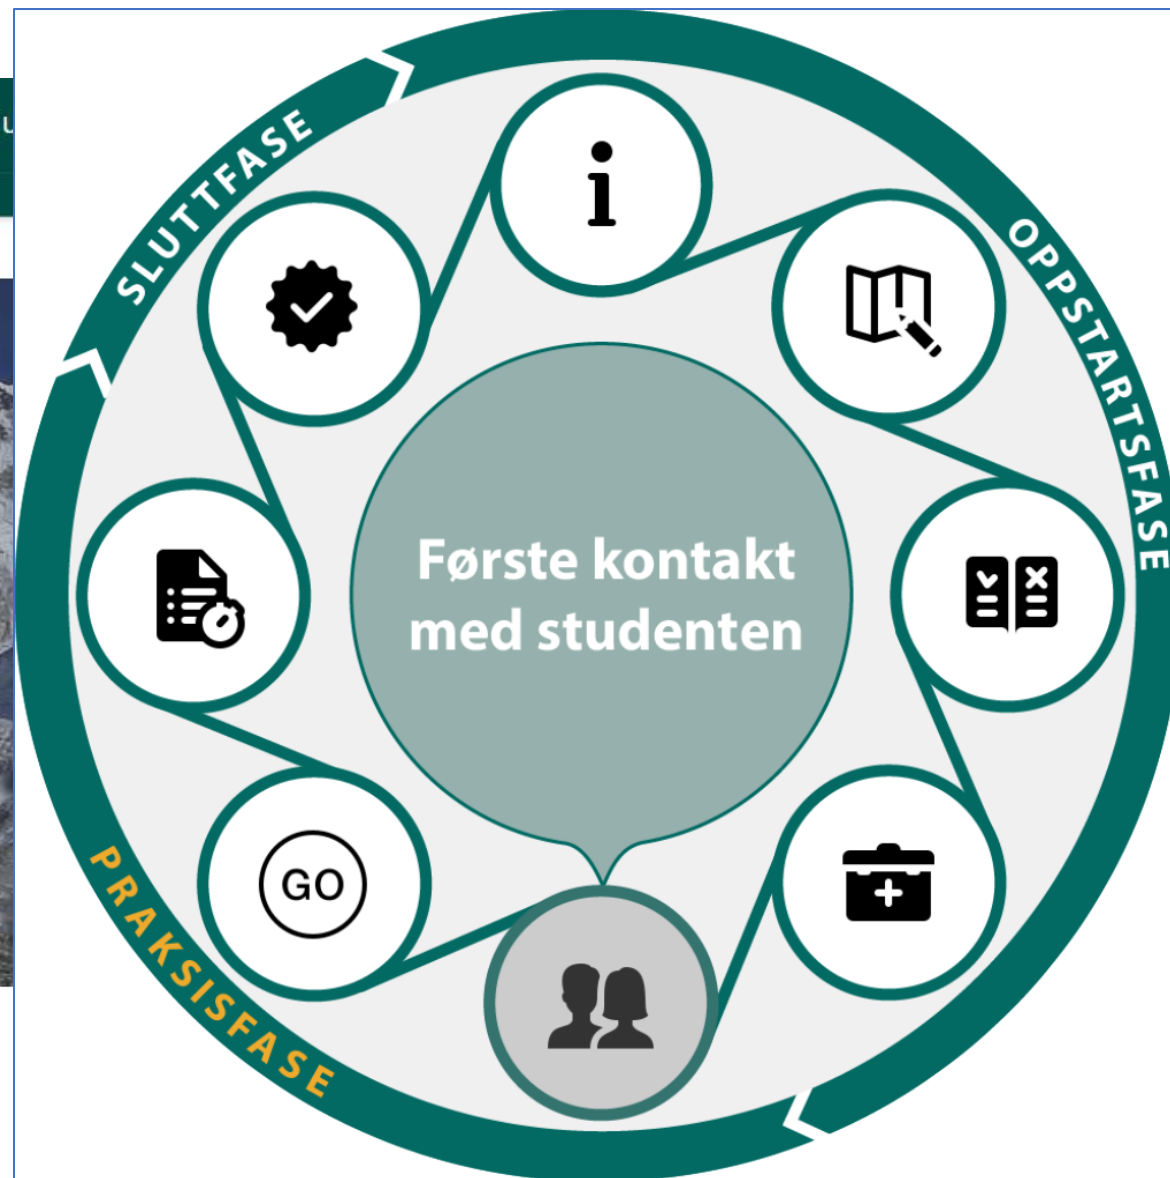 SLUTTFASE
i
OPPSTARTSFASE
Første kontakt
med studenten
GO
PRAKSISFASE